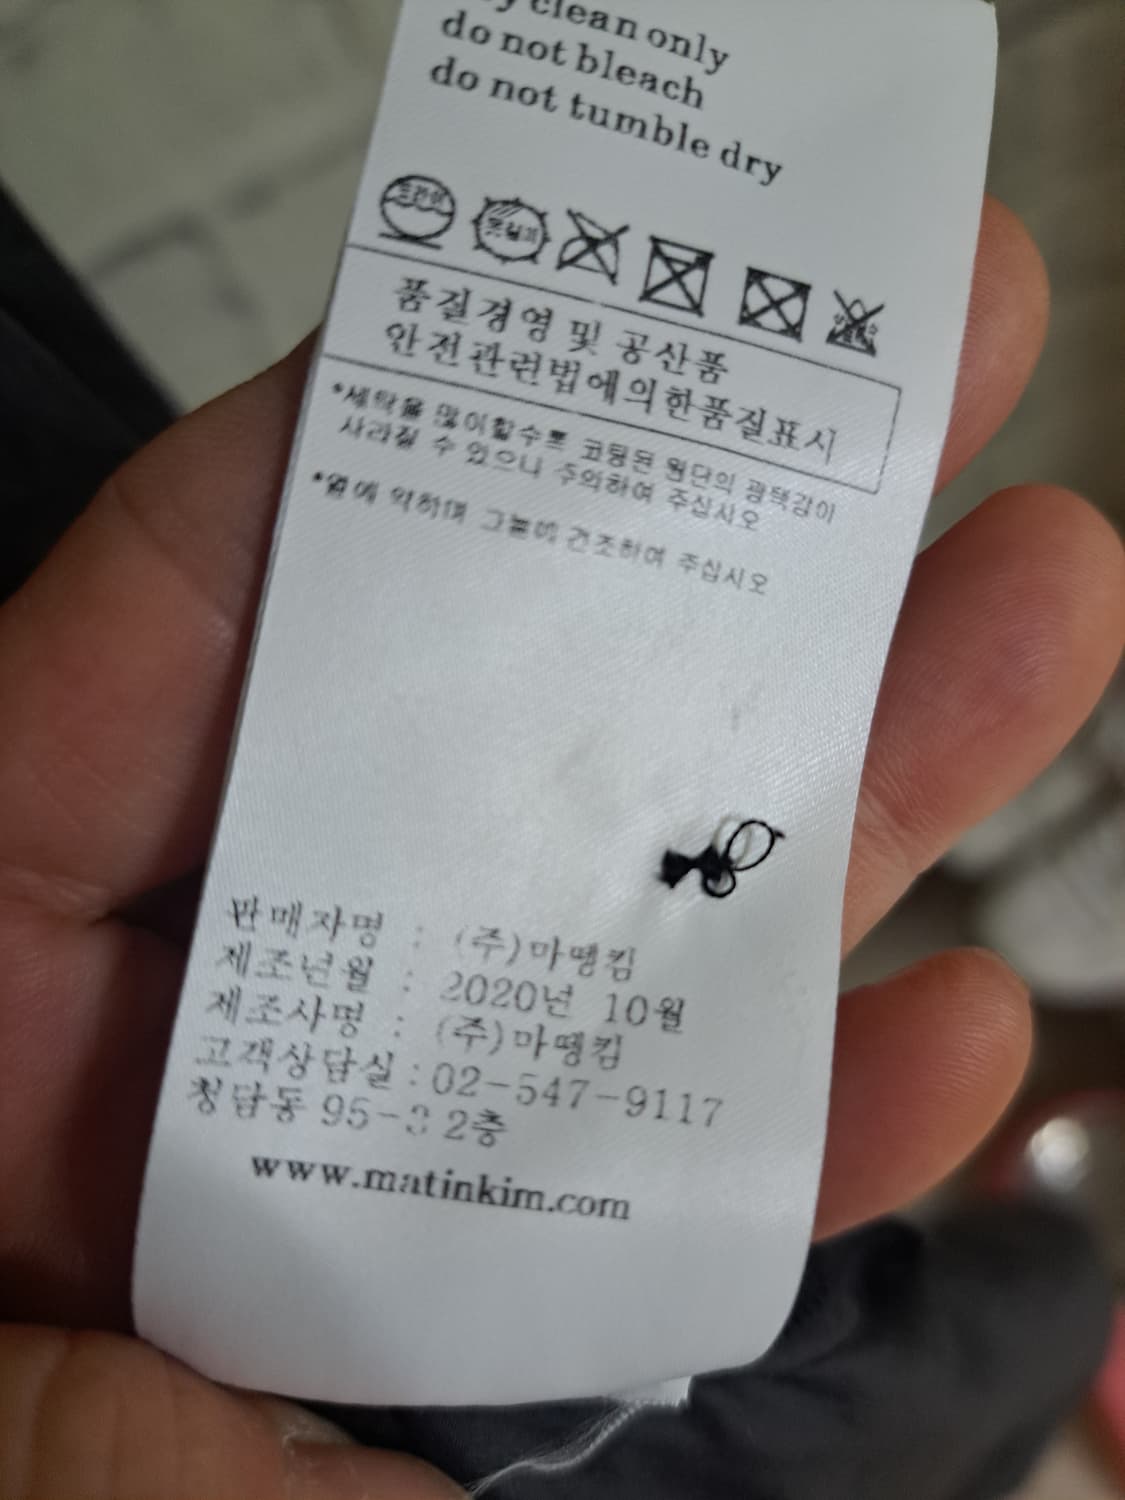 clean only
do not bleach
do not tumble dry
드라이
품질경영 및 공산품
안전관련법에의한품질표시
*세탁을 많이할수록 코팅된 원단의 광택감이
사라질 수 있으니 주의하여 주십시오
*열에 약하며 그늘에 건조하여 주십시오
판매자명 : (주)마뗑킴
제조년월 : 2020년 10월
제조사명 : (주)마뗑킴
고객상담실 : 02-547-9117
청담동 2층
www.matinkim.com